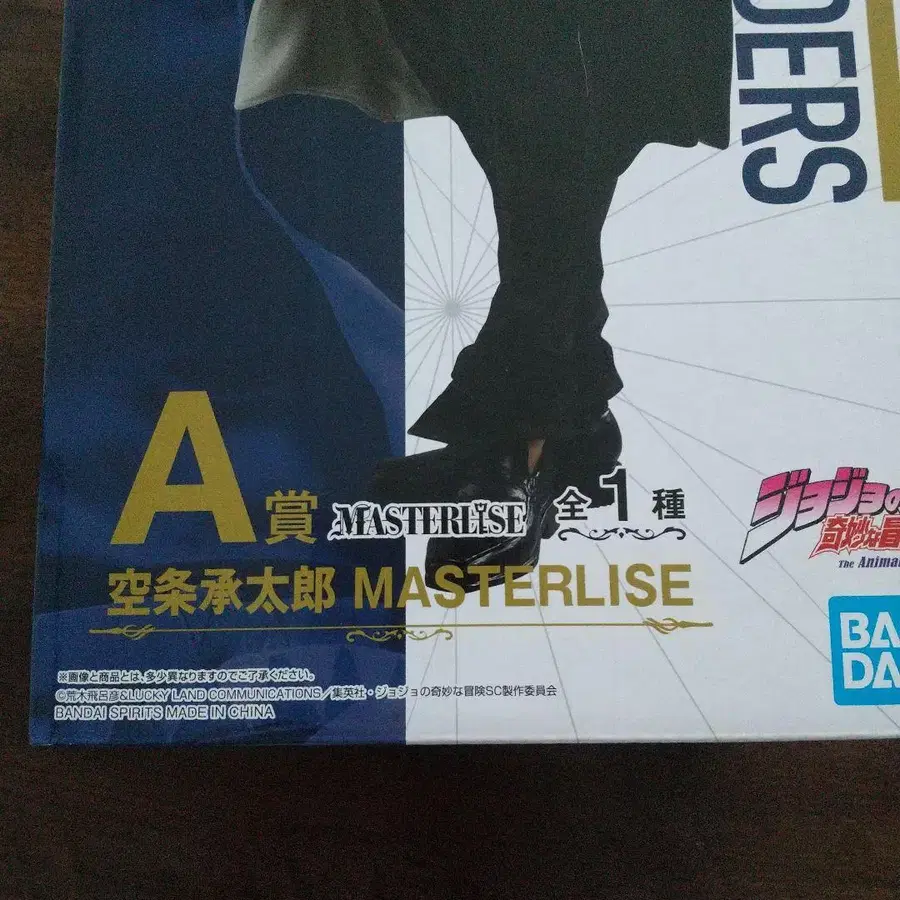 DERS
A賞 MASTERLISE 全1種
空条承太郎 MASTERLISE
※画像と商品とは、多少異なりますのでご了承ください。
©荒木飛呂彦&LUCKY LAND COMMUNICATIONS/集英社・ジョジョの奇妙な冒険SC製作委員会
BANDAI SPIRITS MADE IN CHINA
ジョジョの
奇妙な冒
The Anima
BA
DA